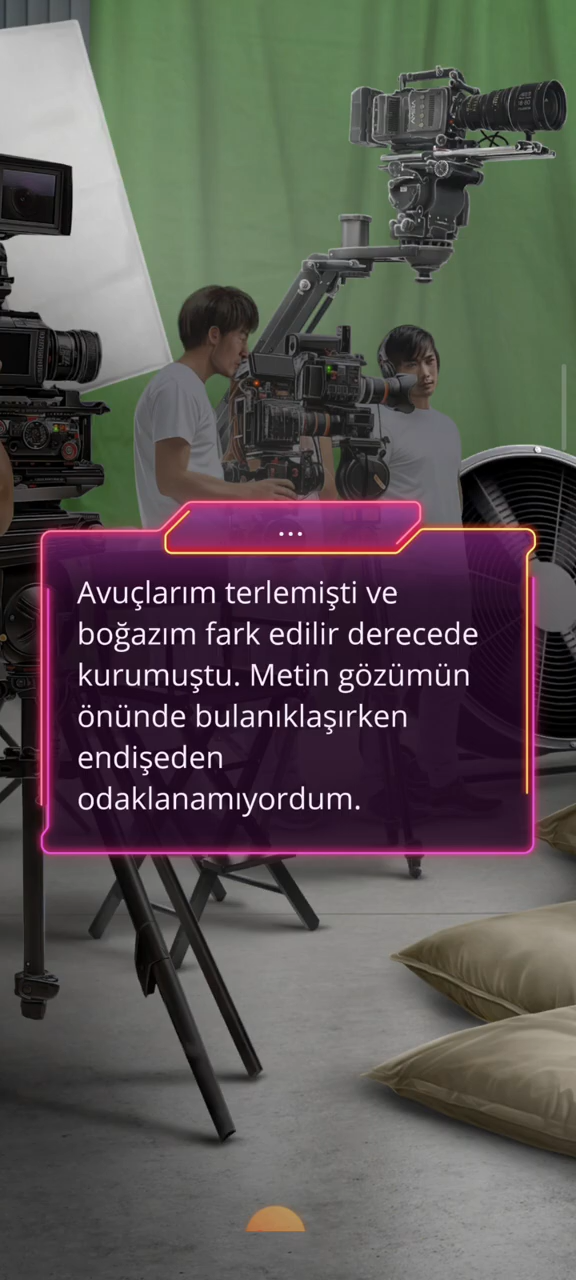 ...
Avuçlarım terlemişti ve
boğazım fark edilir derecede
kurumuştu. Metin gözümün
önünde bulanıklaşırken
endişeden
odaklanamıyordum.